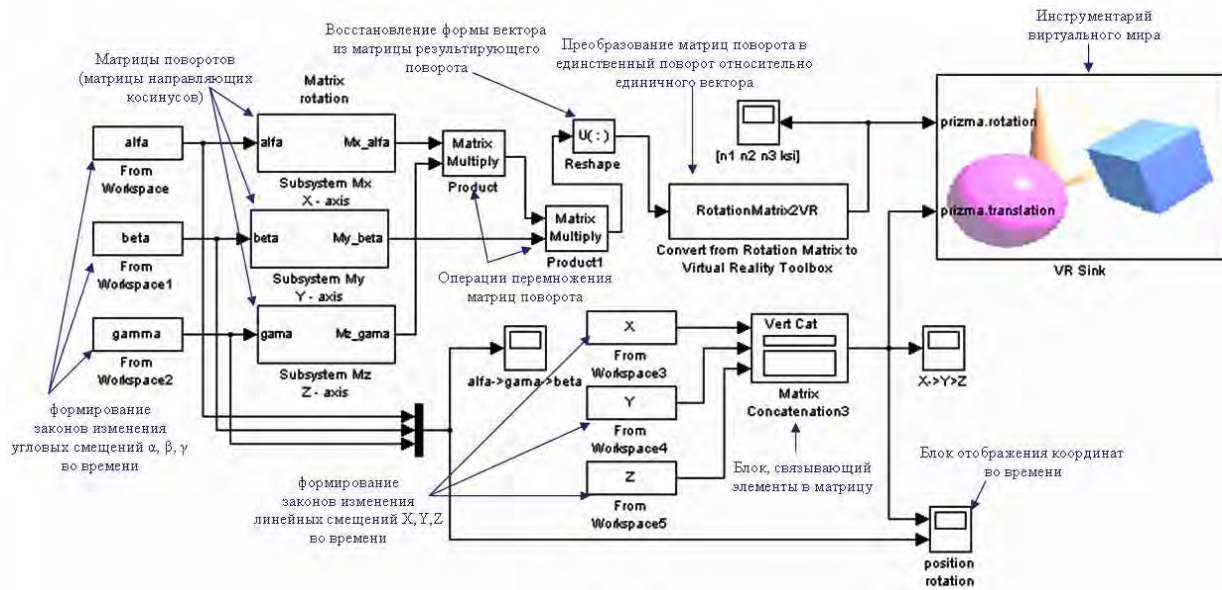 Восстановление формы вектора
из матрицы результирующего
поворота
Инструментарий
виртуального мира
Преобразование матриц поворота в
единственный поворот относительно
единичного вектора
Матрицы поворотов
(матрицы направляющих
косинусов)
Matrix
rotation
alfa
From
Workspace
alfa
Mx_alfa
Subsystem Mx
X - axis
Matrix
Multiply
Product
U( : )
Reshape
[n1 n2 n3 ksi]
prizma.rotation
prizma.translation
VR Sink
RotationMatrix2VR
Convert from Rotation Matrix to
Virtual Reality Toolbox
beta
From
Workspace1
beta
My_beta
Subsystem My
Y - axis
Matrix
Multiply
Product1
Операции перемножения
матриц поворота
gamma
From
Workspace2
gama
Mz_gama
Subsystem Mz
Z - axis
alfa->gama->beta
X
From
Workspace3
Vert Cat
Matrix
Concatenation3
X->Y>Z
Y
From
Workspace4
Z
From
Workspace5
формирование
законов изменения
угловых смещений α, β, γ
во времени
формирование
законов изменения
линейных смещений X,Y,Z
во времени
Блок, связывающий
элементы в матрицу
Блок отображения координат
во времени
position
rotation